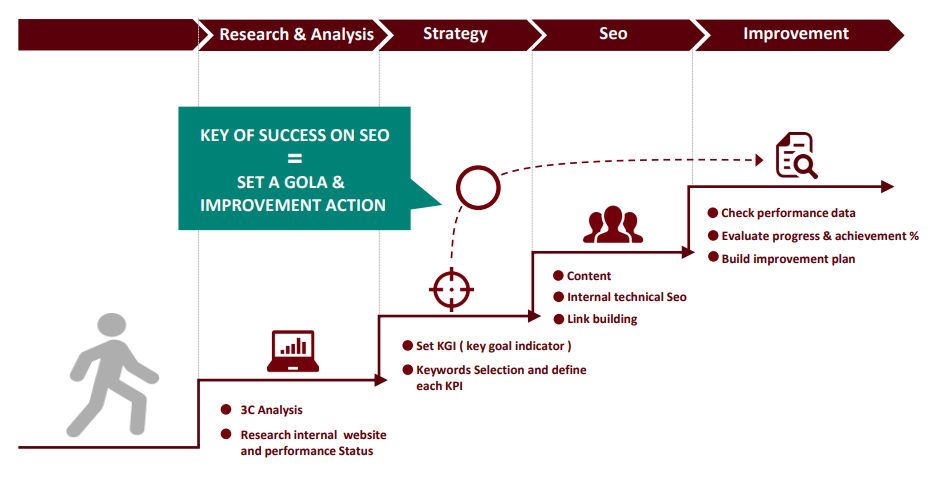 Research & Analysis
Strategy
Seo
Improvement
KEY OF SUCCESS ON SEO
=
SET A GOLA &
IMPROVEMENT ACTION
3C Analysis
Research internal website
and performance Status
Set KGI ( key goal indicator )
Keywords Selection and define
each KPI
Content
Internal technical Seo
Link building
Check performance data
Evaluate progress & achievement %
Build improvement plan